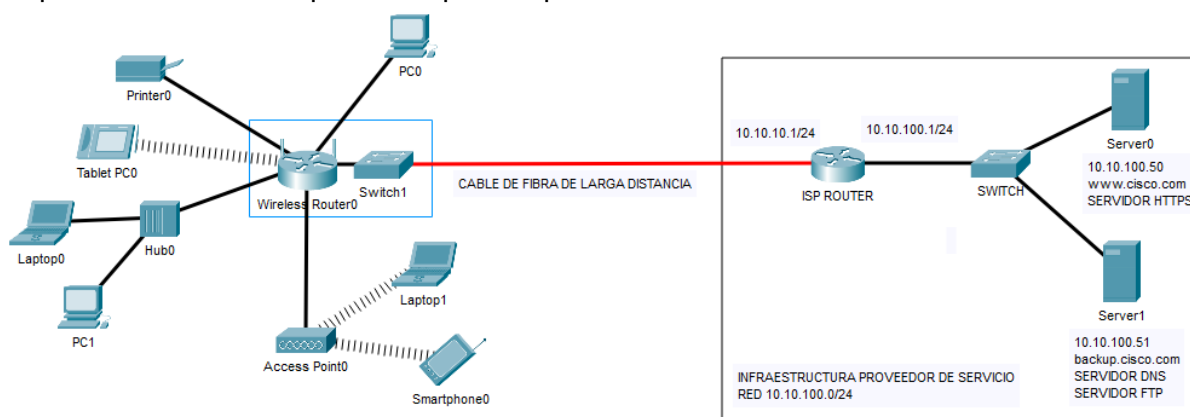 PC0
Printer0
Tablet PC0
Wireless Router0
Switch1
Hub0
Laptop0
PC1
Laptop1
Access Point0
Smartphone0
CABLE DE FIBRA DE LARGA DISTANCIA
10.10.10.1/24
10.10.100.1/24
ISP ROUTER
SWITCH
Server0
10.10.100.50
www.cisco.com
SERVIDOR HTTPS
Server1
10.10.100.51
backup.cisco.com
SERVIDOR DNS
SERVIDOR FTP
INFRAESTRUCTURA PROVEEDOR DE SERVICIO
RED 10.10.100.0/24